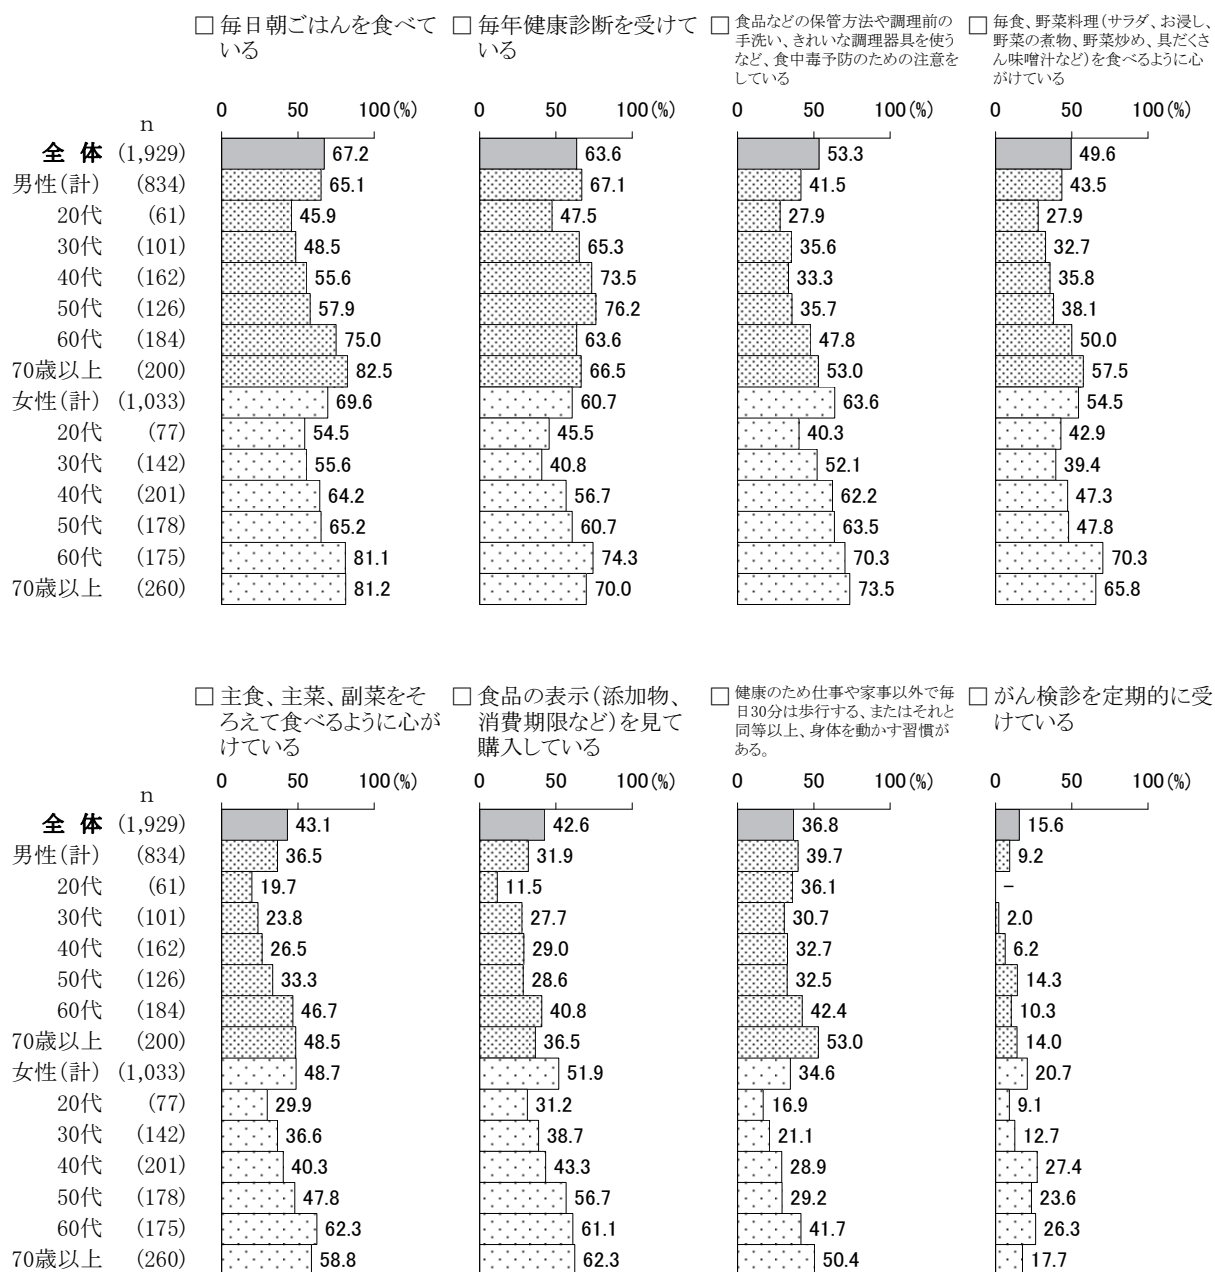 □ 毎日朝ごはんを食べて
いる
□ 毎年健康診断を受けて
いる
□ 食品などの保管方法や調理前の
手洗い、きれいな調理器具を使う
など、食中毒予防のための注意を
している
□ 毎食、野菜料理(サラダ、お浸し、
野菜の煮物、野菜炒め、具だくさ
ん味噌汁など)を食べるように心
がけている
0 50 100(%) 0 50 100(%) 0 50 100(%) 0 50 100(%)
n
全 体 (1,929) 67.2 63.6 53.3 49.6
男性(計) (834) 65.1 67.1 41.5 43.5
20代 (61) 45.9 47.5 27.9 27.9
30代 (101) 48.5 65.3 35.6 32.7
40代 (162) 55.6 73.5 33.3 35.8
50代 (126) 57.9 76.2 35.7 38.1
60代 (184) 75.0 63.6 47.8 50.0
70歳以上 (200) 82.5 66.5 53.0 57.5
女性(計) (1,033) 69.6 60.7 63.6 54.5
20代 (77) 54.5 45.5 40.3 42.9
30代 (142) 55.6 40.8 52.1 39.4
40代 (201) 64.2 56.7 62.2 47.3
50代 (178) 65.2 60.7 63.5 47.8
60代 (175) 81.1 74.3 70.3 70.3
70歳以上 (260) 81.2 70.0 73.5 65.8
□ 主食、主菜、副菜をそ
ろえて食べるように心が
けている
□ 食品の表示(添加物、
消費期限など)を見て
購入している
□ 健康のため仕事や家事以外で毎
日30分は歩行する、またはそれと
同等以上、身体を動かす習慣が
ある。
□ がん検診を定期的に受
けている
0 50 100(%) 0 50 100(%) 0 50 100(%) 0 50 100(%)
n
全 体 (1,929) 43.1 42.6 36.8 15.6
男性(計) (834) 36.5 31.9 39.7 9.2
20代 (61) 19.7 11.5 36.1 -
30代 (101) 23.8 27.7 30.7 2.0
40代 (162) 26.5 29.0 32.7 6.2
50代 (126) 33.3 28.6 32.5 14.3
60代 (184) 46.7 40.8 42.4 10.3
70歳以上 (200) 48.5 36.5 53.0 14.0
女性(計) (1,033) 48.7 51.9 34.6 20.7
20代 (77) 29.9 31.2 16.9 9.1
30代 (142) 36.6 38.7 21.1 12.7
40代 (201) 40.3 43.3 28.9 27.4
50代 (178) 47.8 56.7 29.2 23.6
60代 (175) 62.3 61.1 41.7 26.3
70歳以上 (260) 58.8 62.3 50.4 17.7